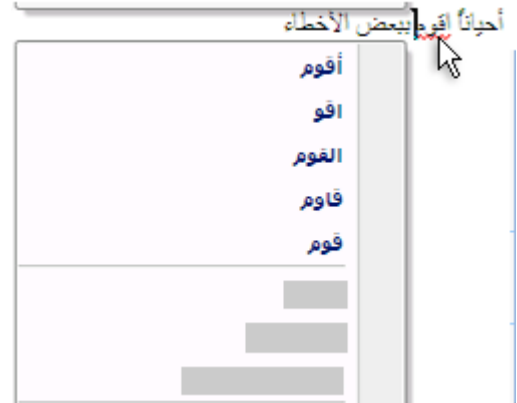 أحياناً اقوم ببعض الأخطاء
أقوم
اقو
القوم
قاوم
قوم